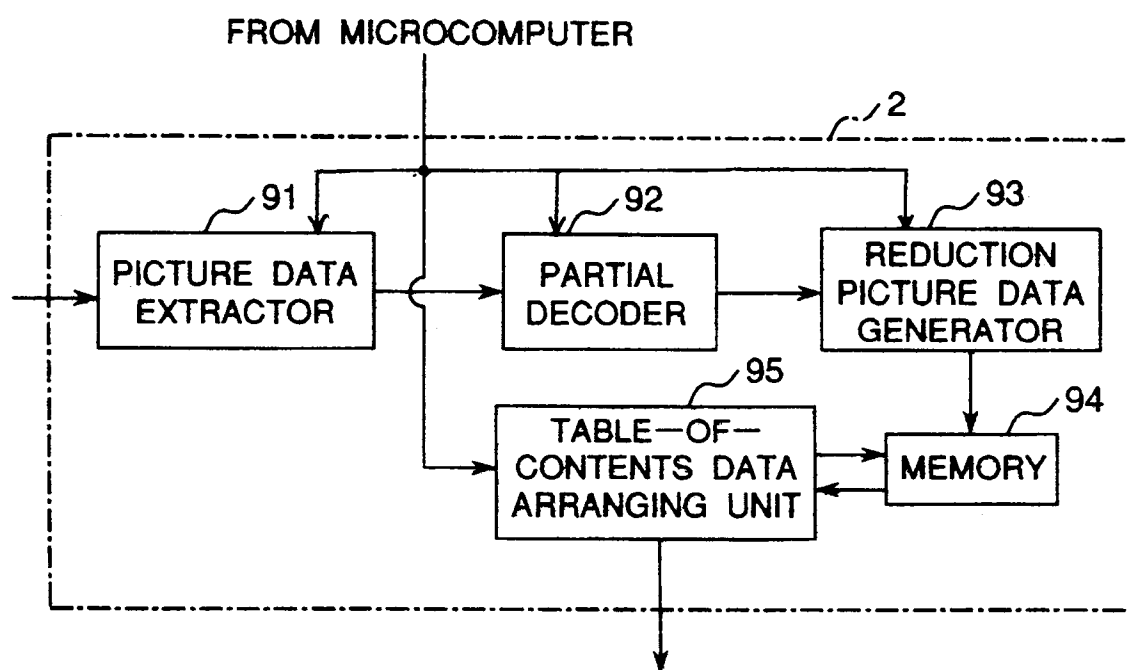 FROM MICROCOMPUTER
2
91
92
93
PICTURE DATA
EXTRACTOR
PARTIAL
DECODER
REDUCTION
PICTURE DATA
GENERATOR
95
94
TABLE—OF—
CONTENTS DATA
ARRANGING UNIT
MEMORY